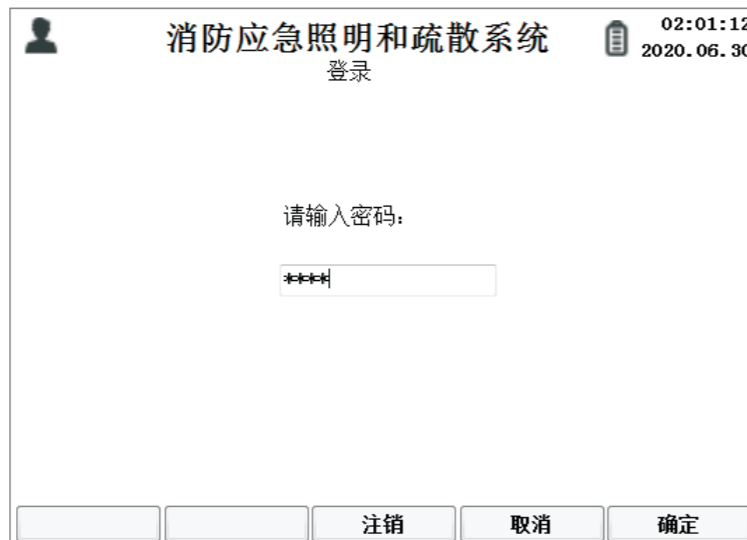 消防应急照明和疏散系统
02:01:12
2020.06.30
登录
请输入密码：
****
注销
取消
确定